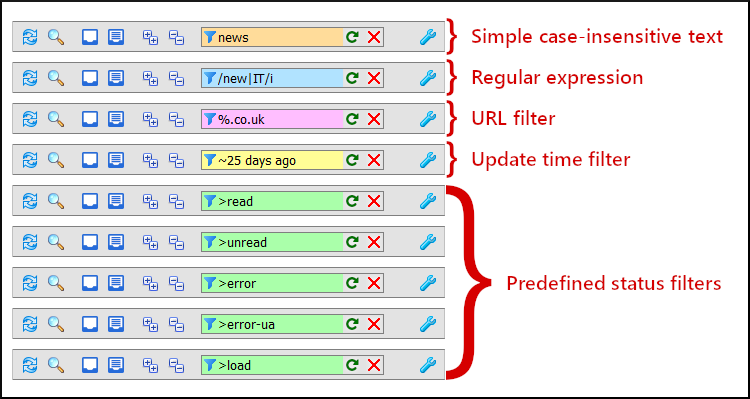 news
Simple case-insensitive text
/new|IT/i
Regular expression
%.co.uk
URL filter
~25 days ago
Update time filter
>read
>unread
>error
Predefined status filters
>error-ua
>load